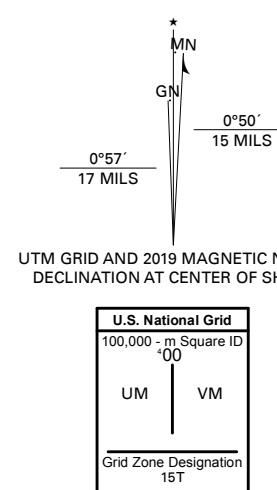 ★
MN
GN
0°50´
15 MILS
0°57´
17 MILS
UTM GRID AND 2019 MAGNETIC N
DECLINATION AT CENTER OF SH
U.S. National Grid
100,000 - m Square ID
⁴00
UM VM
Grid Zone Designation
15T